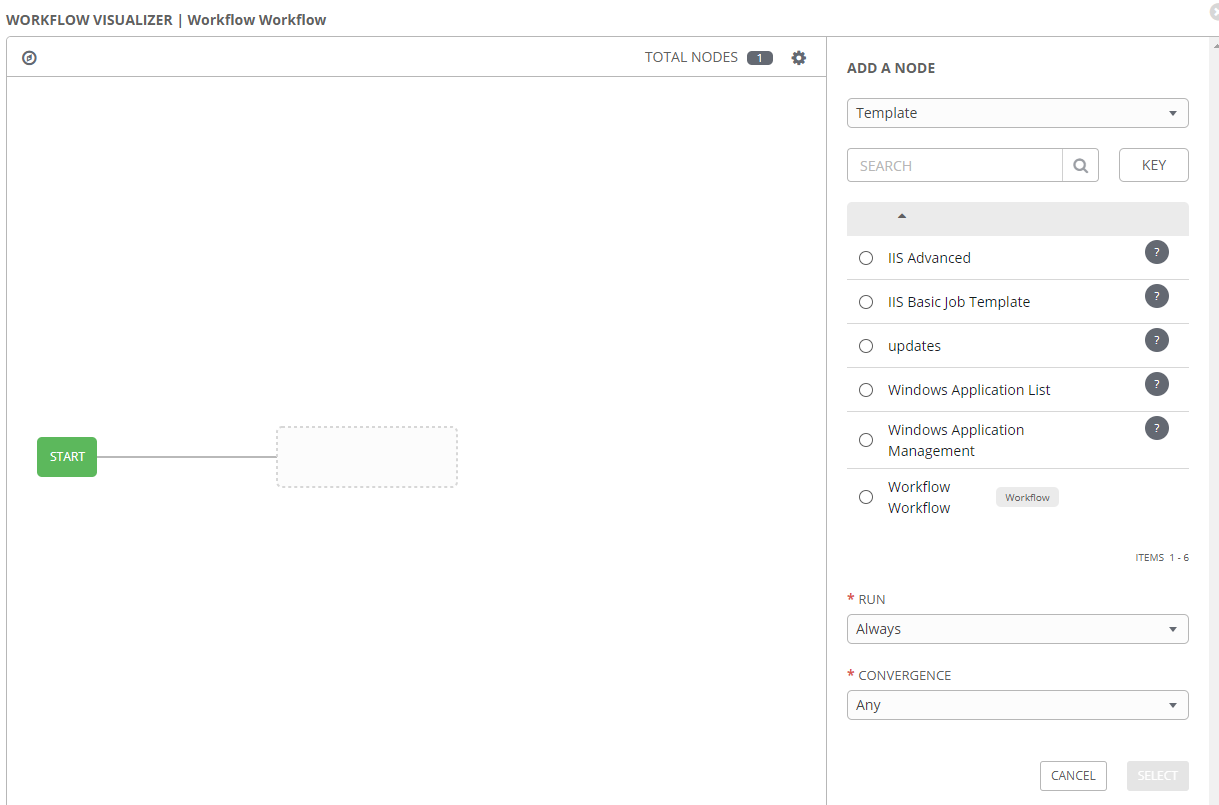 WORKFLOW VISUALIZER | Workflow Workflow
TOTAL NODES 1
START
ADD A NODE
Template
SEARCH
KEY
IIS Advanced ?
IIS Basic Job Template ?
updates ?
Windows Application List ?
Windows Application ?
Management
Workflow
Workflow
Workflow
ITEMS 1 - 6
* RUN
Always
* CONVERGENCE
Any
CANCEL
SELECT